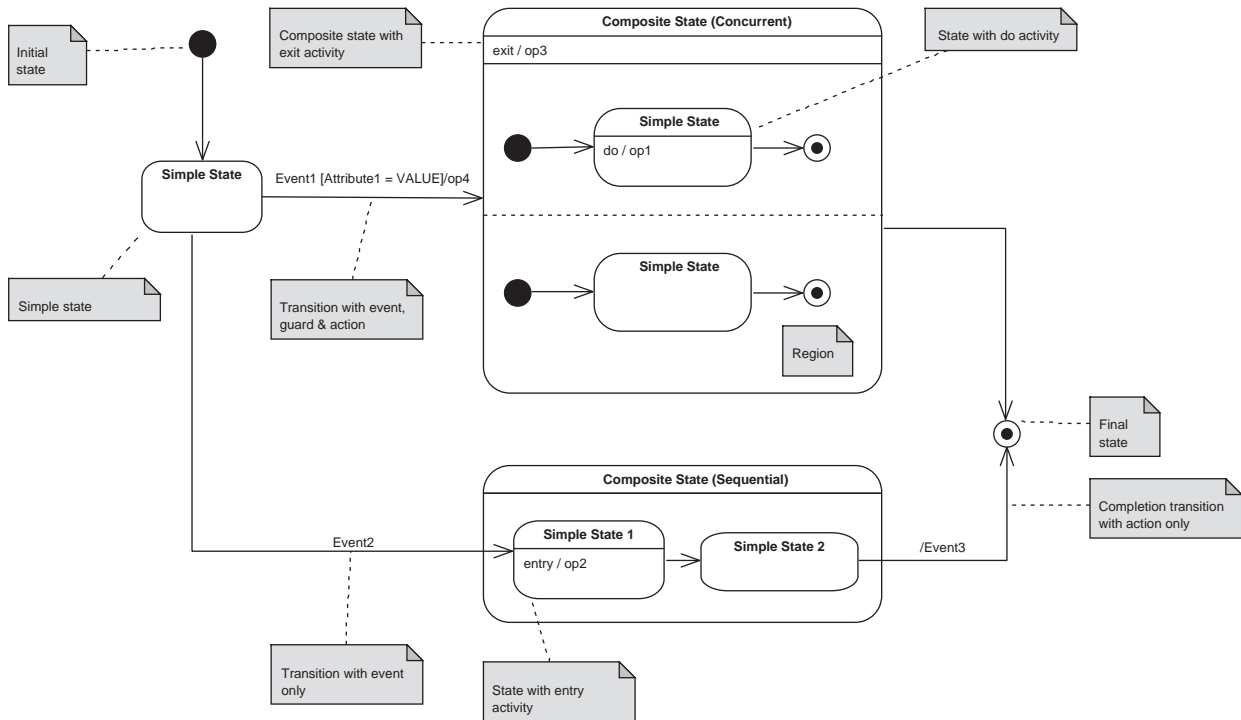 Initial
state
Composite state with
exit activity
Composite State (Concurrent)
exit / op3
State with do activity
Simple State
do / op1
Simple State
Event1 [Attribute1 = VALUE]/op4
Simple state
Transition with event,
guard & action
Simple State
Region
Final
state
Composite State (Sequential)
Completion transition
with action only
Event2
Simple State 1
entry / op2
Simple State 2
/Event3
Transition with event
only
State with entry
activity